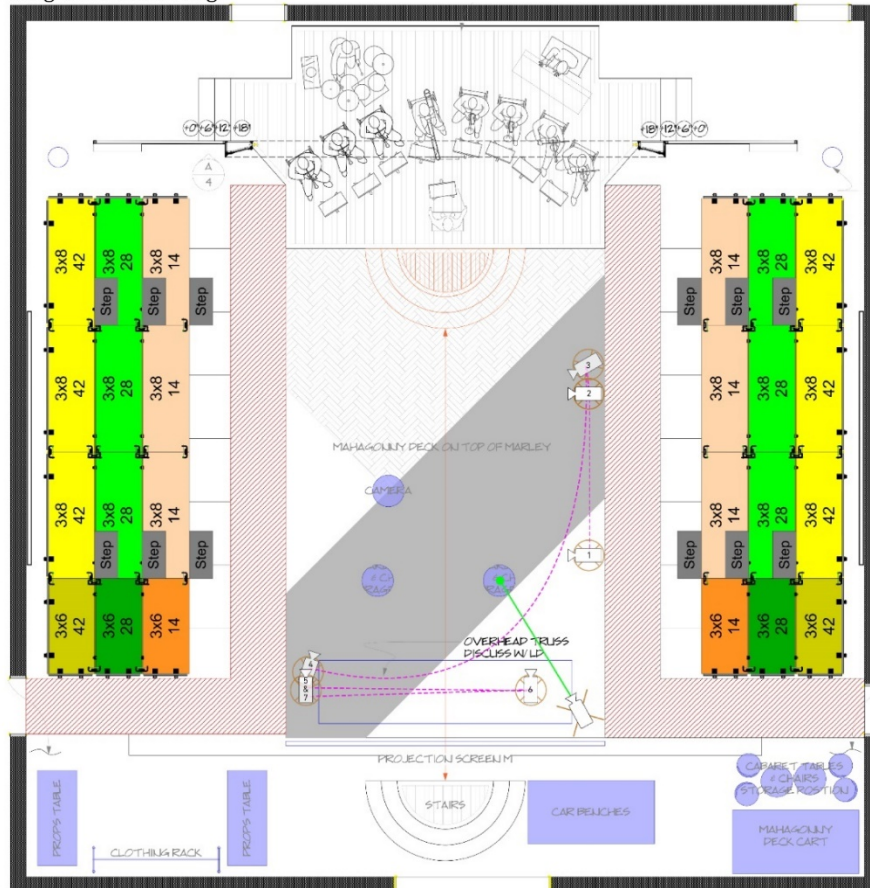 +0" +6" +12" +18"
+18" +12" +6" +0"
A
4
3x8 42
3x8 28
3x8 14
3x8 14
3x8 28
3x8 42
Step
Step
Step
Step
Step
Step
3
2
3x8 42
3x8 28
3x8 14
3x8 14
3x8 28
3x8 42
MAHAGONNY DECK ON TOP OF MARLEY
CAMERA
3x8 42
3x8 28
3x8 14
3x8 14
3x8 28
3x8 42
Step
Step
Step
Step
Step
Step
1
3x6 42
3x6 28
3x6 14
3x6 14
3x6 28
3x6 42
OVERHEAD TRUSS
DISCUSS W/ LD
4
5
&
7
6
PROJECTION SCREEN M
PROPS TABLE
PROPS TABLE
CLOTHING RACK
STAIRS
CAR BENCHES
CABARET TABLES
& CHAIRS
STORAGE POSTION
MAHAGONNY
DECK CART